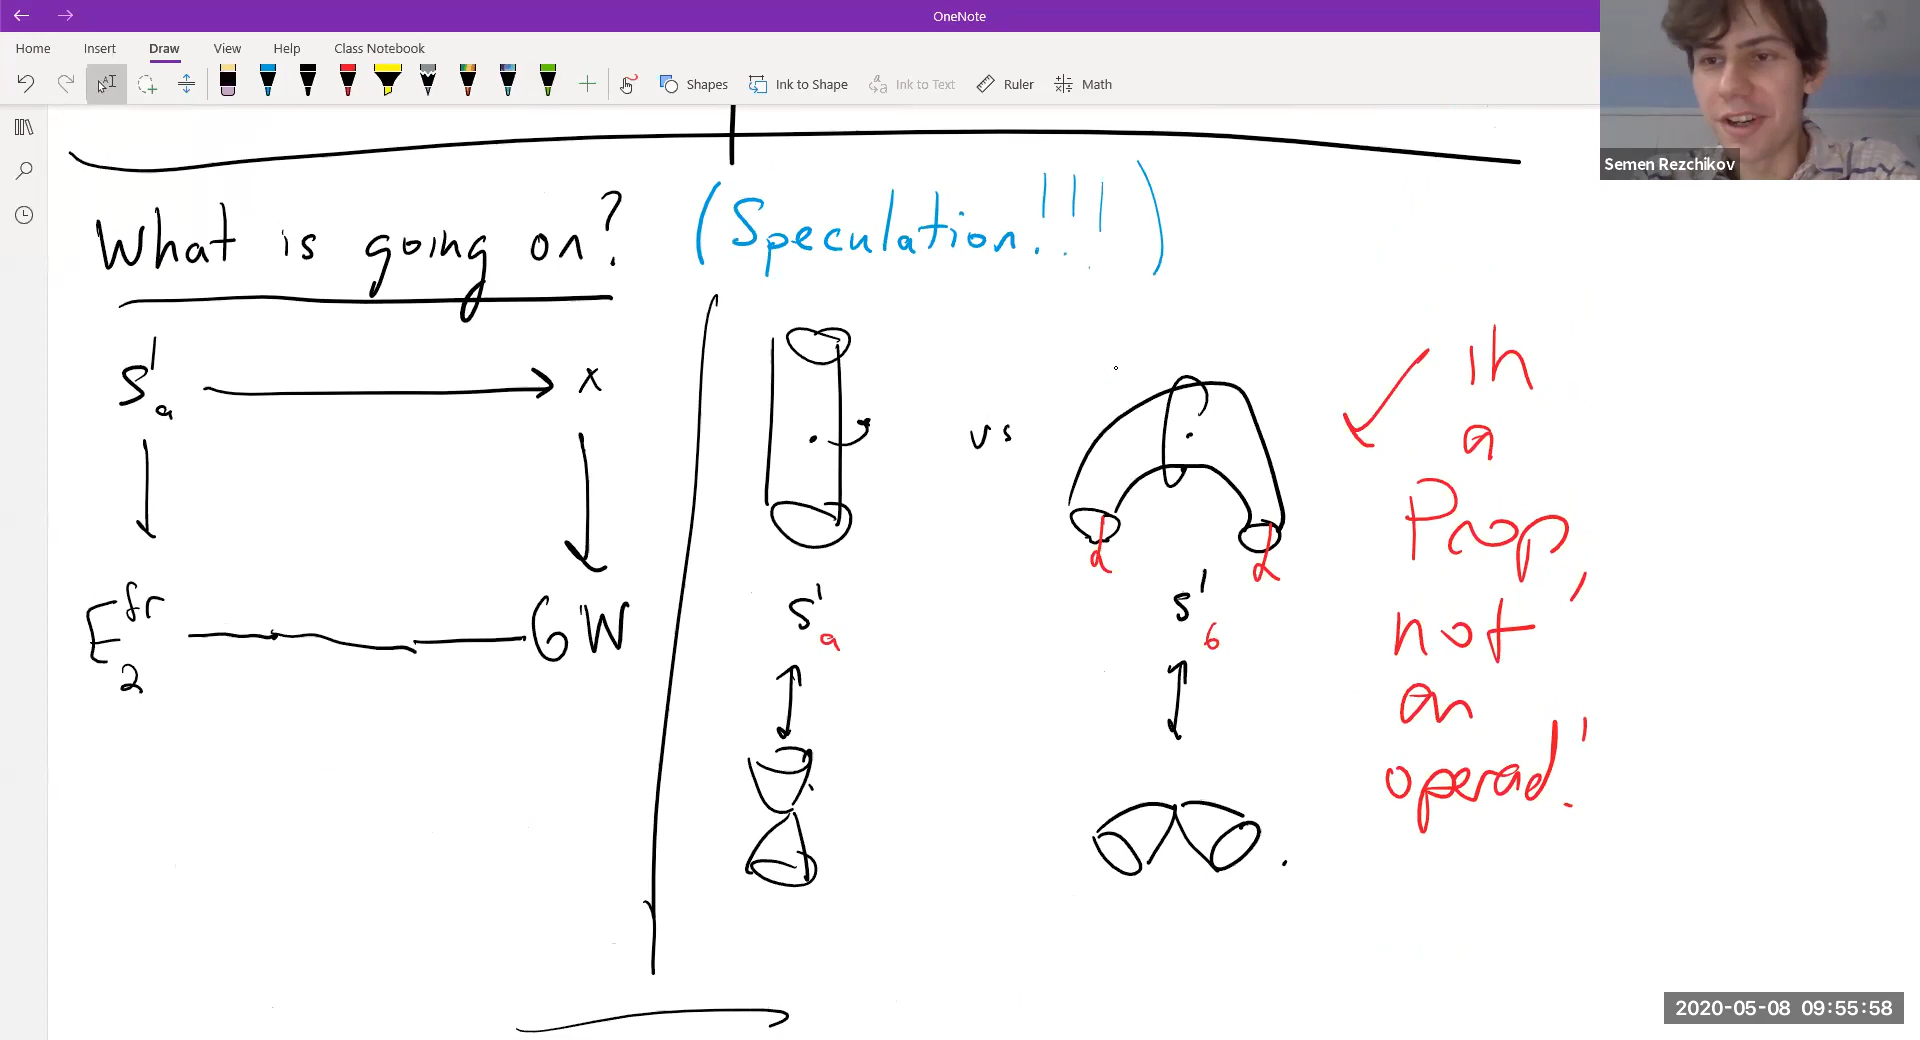 OneNote
Home Insert Draw View Help Class Notebook
Shapes Ink to Shape Ink to Text Ruler Math
Semen Rezchikov
What is going on? (Speculation!!!)
S¹a → x
E₂^fr GW
vs
d d
S¹a
S¹b
in
a
Prop,
not
an
operad!
2020-05-08 09:55:58